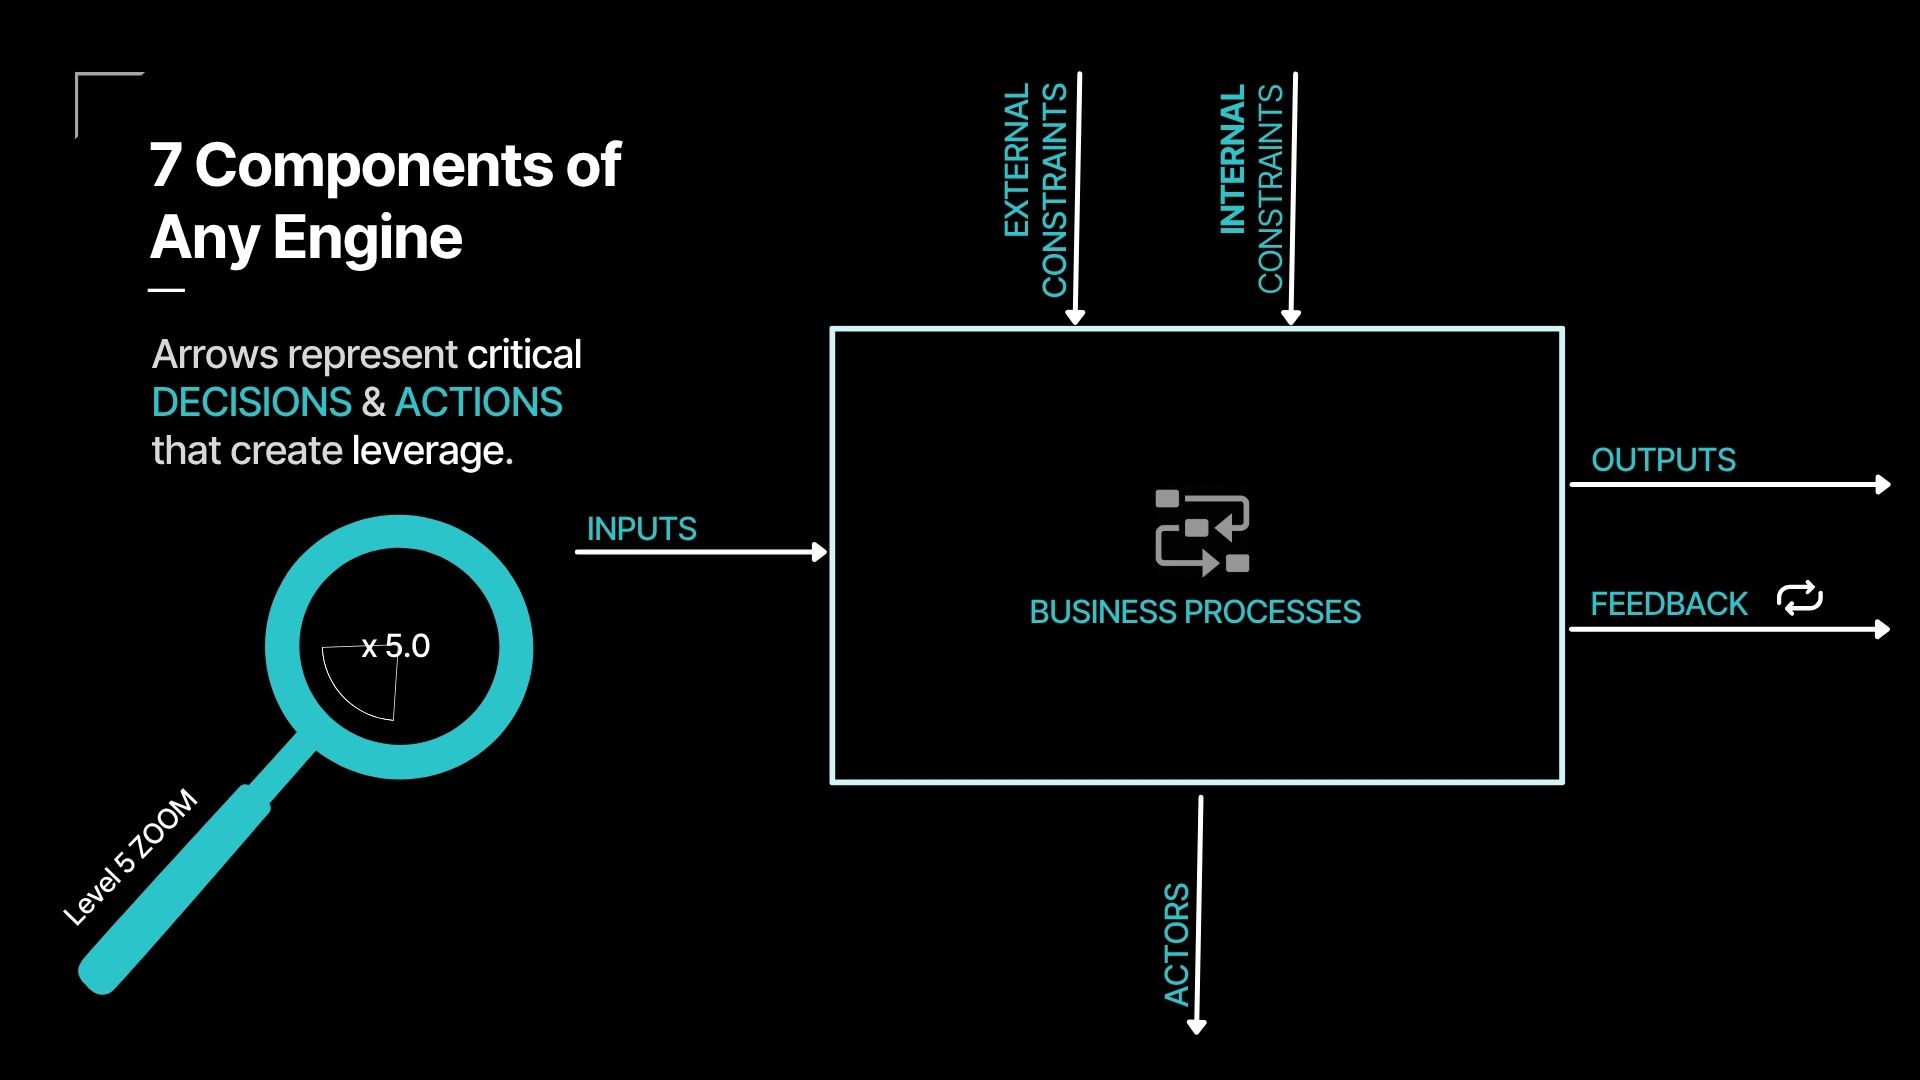 7 Components of
Any Engine
Arrows represent critical
DECISIONS & ACTIONS
that create leverage.
x 5.0
Level 5 ZOOM
INPUTS
EXTERNAL
CONSTRAINTS
INTERNAL
CONSTRAINTS
BUSINESS PROCESSES
OUTPUTS
FEEDBACK
ACTORS